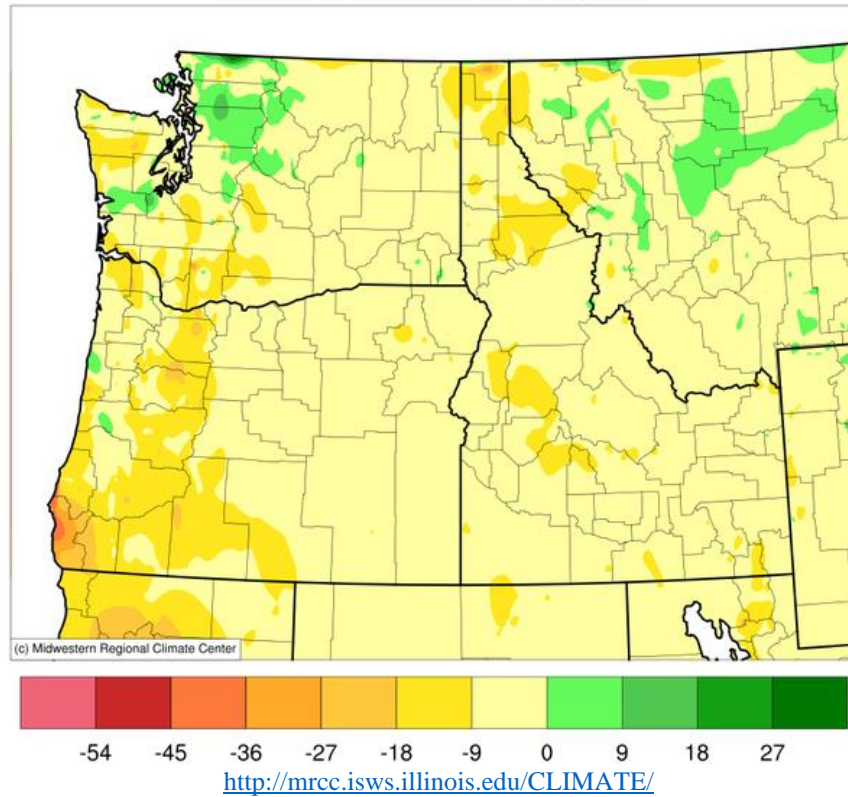 (c) Midwestern Regional Climate Center
-54 -45 -36 -27 -18 -9 0 9 18 27
http://mrcc.isws.illinois.edu/CLIMATE/